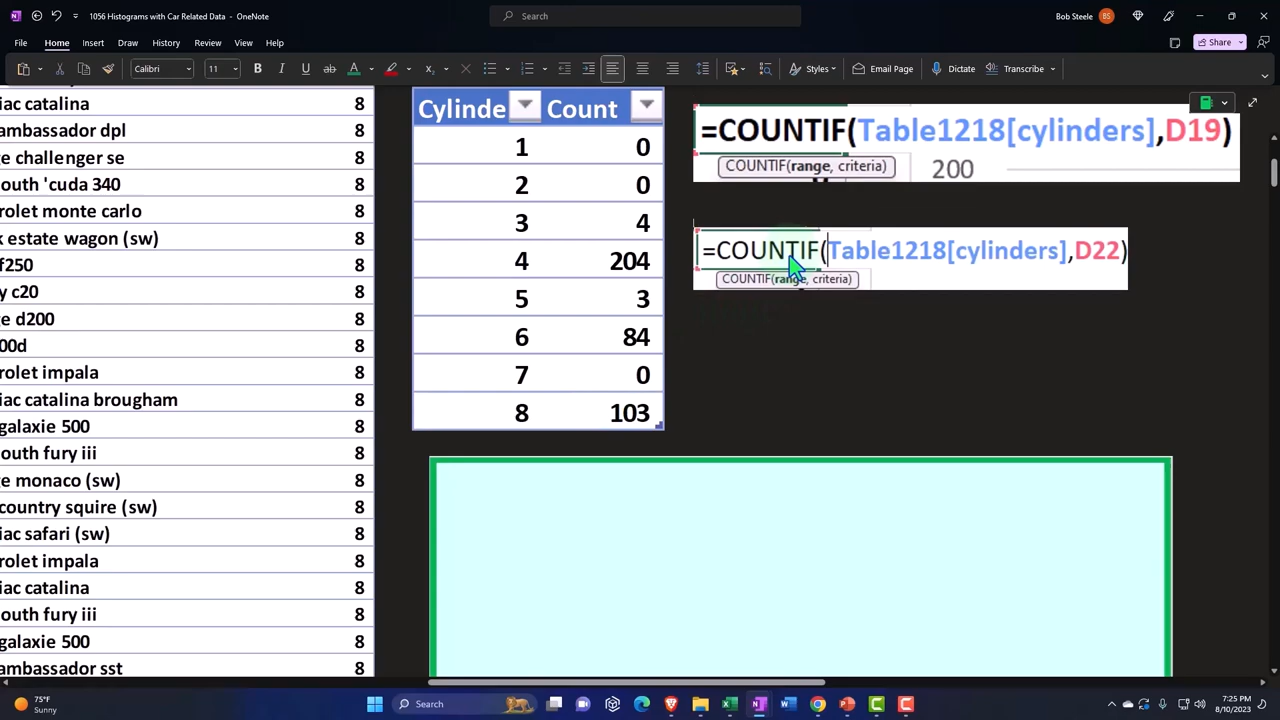 1056 Histograms with Car Related Data - OneNote
Search
Bob Steele
BS
File
Home
Insert
Draw
History
Review
View
Help
Share
Calibri
11
B
I
U
ab
A
Styles
Email Page
Dictate
Transcribe
iac catalina 8
ambassador dpl 8
ge challenger se 8
outh 'cuda 340 8
rolet monte carlo 8
k estate wagon (sw) 8
f250 8
y c20 8
ge d200 8
00d 8
rolet impala 8
iac catalina brougham 8
galaxie 500 8
outh fury iii 8
ge monaco (sw) 8
country squire (sw) 8
iac safari (sw) 8
rolet impala 8
iac catalina 8
outh fury iii 8
galaxie 500 8
ambassador sst 8
Cylinde Count
1 0
2 0
3 4
4 204
5 3
6 84
7 0
8 103
=COUNTIF(Table1218[cylinders],D19)
COUNTIF(range, criteria)
200
=COUNTIF(Table1218[cylinders],D22)
COUNTIF(range, criteria)
75°F
Sunny
Search
7:25 PM
8/10/2023